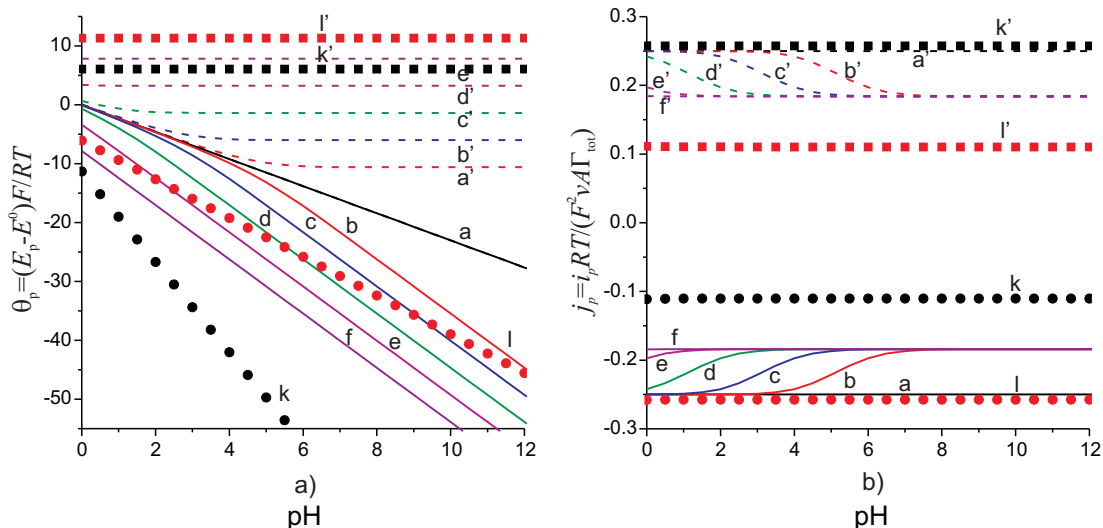 l’
k’
e’
d’
c’
b’
a’
a
b
c
d
e
f
l
k
10
0
-10
-20
-30
-40
-50
0 2 4 6 8 10 12
θp=(Ep-E0)F/RT
a)
pH
k’
a’
b’
c’
d’
e’
f’
l’
k
f
e
d
c
b
a
l
0.3
0.2
0.1
0.0
-0.1
-0.2
-0.3
0 2 4 6 8 10 12
jp=ipRT/(F2vAΓtot)
b)
pH